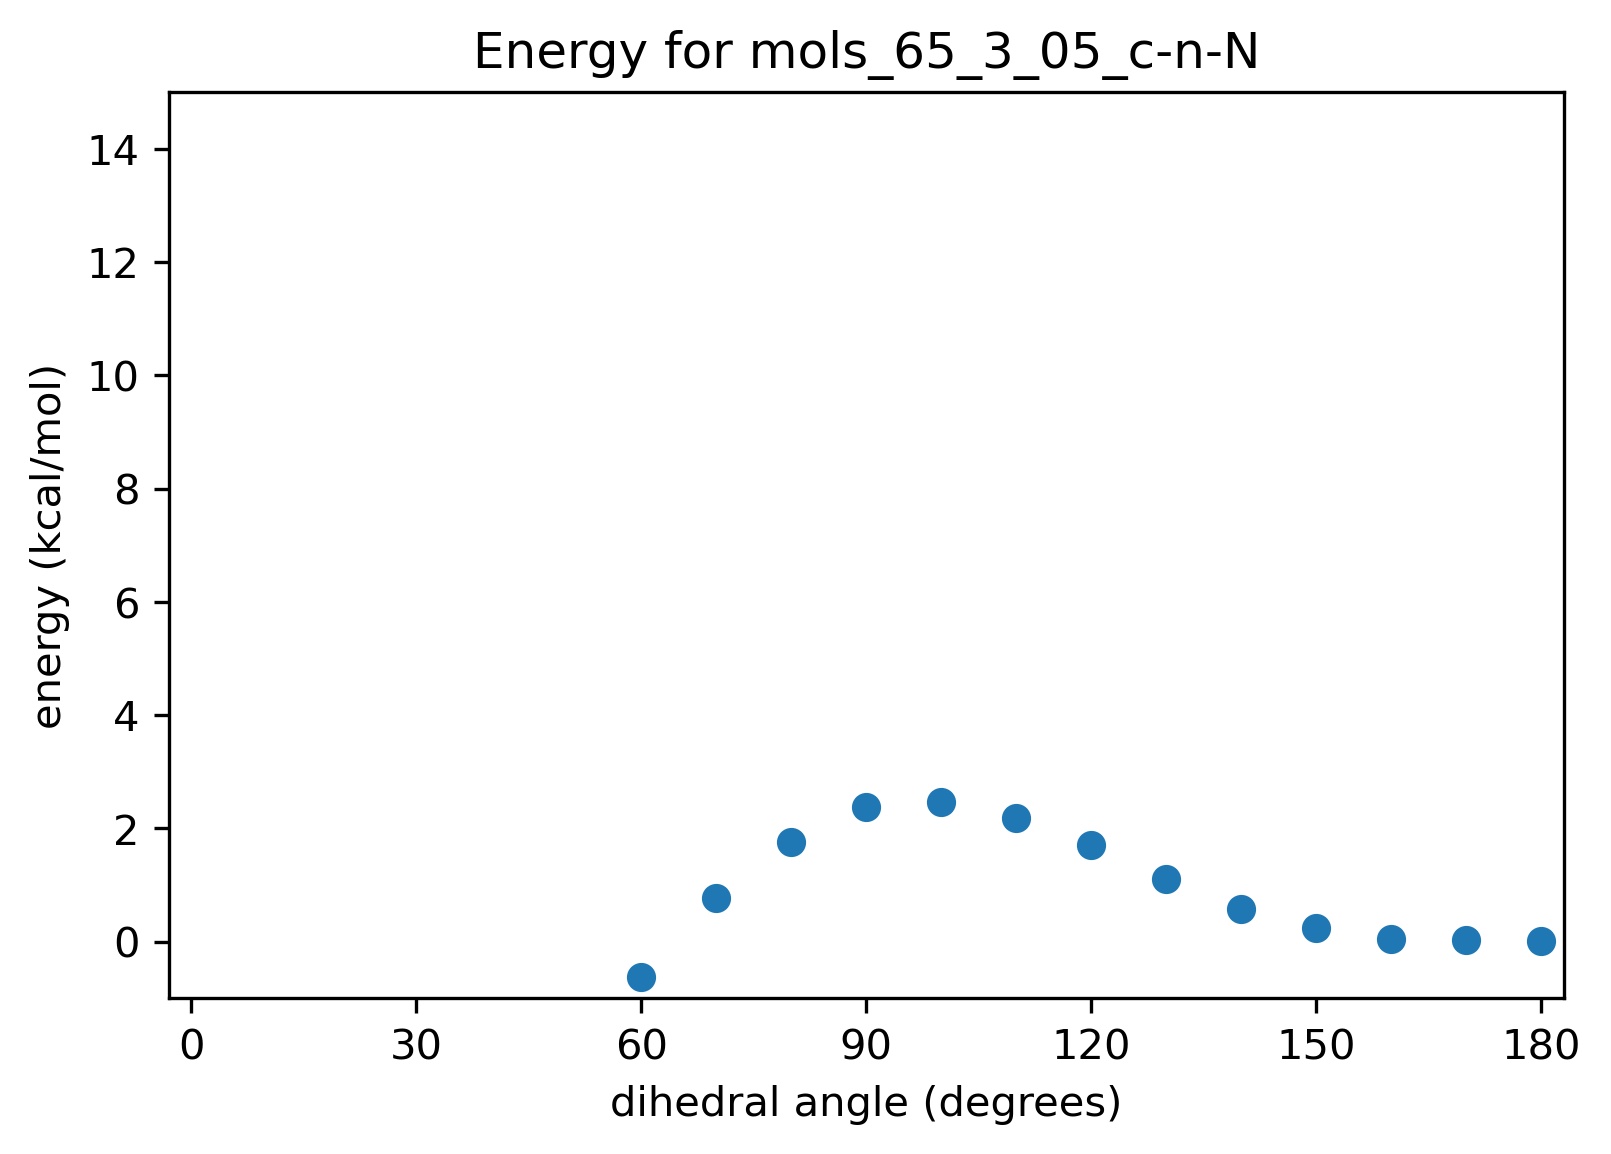 Energy for mols_65_3_05_c-n-N
14
12
10
8
6
4
2
0
energy (kcal/mol)
0 30 60 90 120 150 180
dihedral angle (degrees)